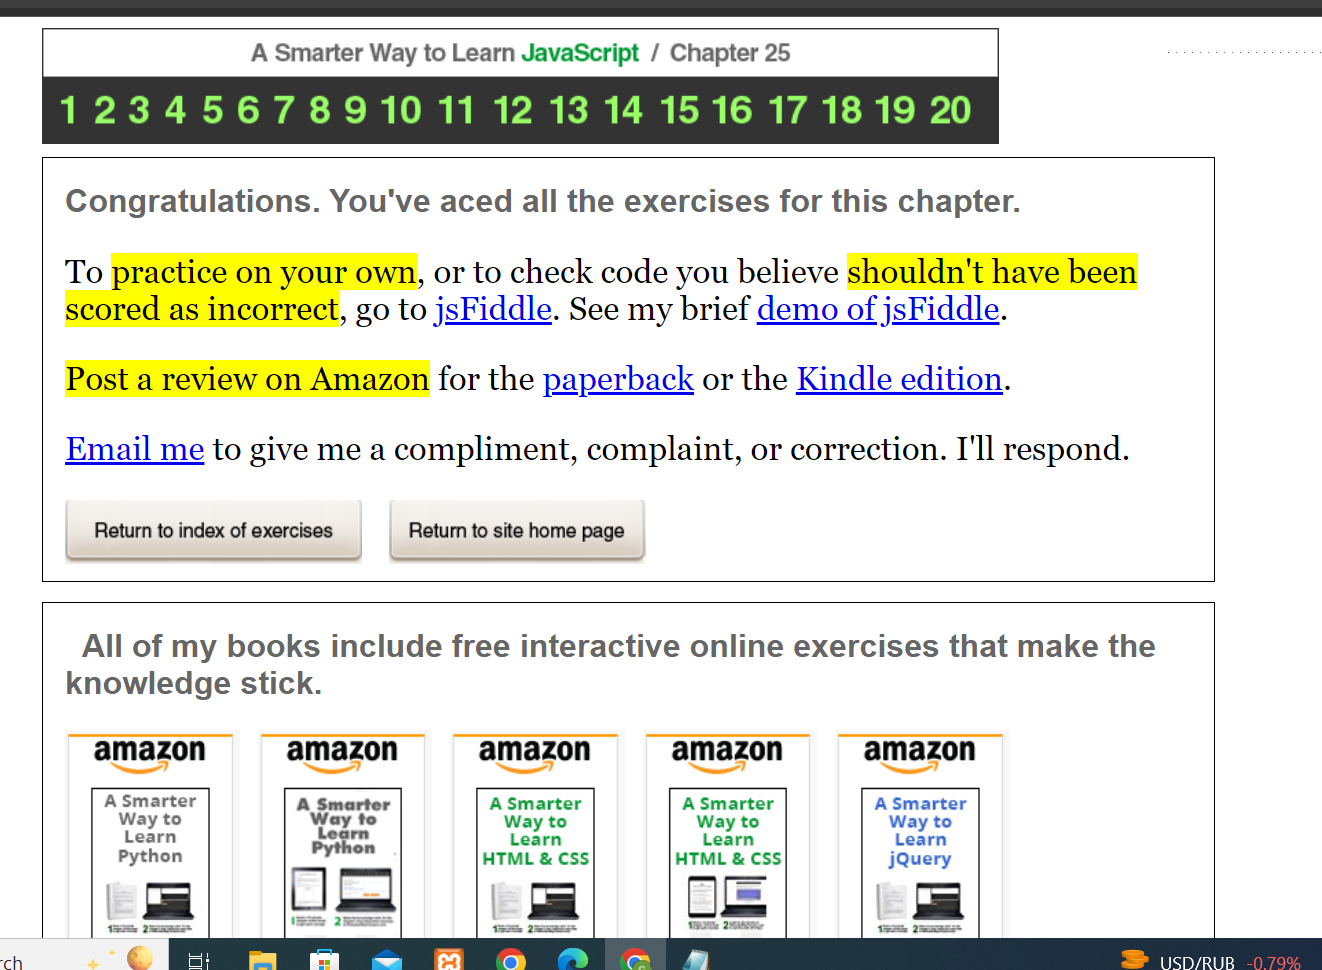 A Smarter Way to Learn JavaScript / Chapter 25
1 2 3 4 5 6 7 8 9 10 11 12 13 14 15 16 17 18 19 20
Congratulations. You've aced all the exercises for this chapter.
To practice on your own, or to check code you believe shouldn't have been
scored as incorrect, go to jsFiddle. See my brief demo of jsFiddle.
Post a review on Amazon for the paperback or the Kindle edition.
Email me to give me a compliment, complaint, or correction. I'll respond.
Return to index of exercises
Return to site home page
All of my books include free interactive online exercises that make the
knowledge stick.
amazon
A Smarter
Way to
Learn
Python
amazon
A Smarter
Way to
Learn
Python
amazon
A Smarter
Way to
Learn
HTML & CSS
amazon
A Smarter
Way to
Learn
HTML & CSS
amazon
A Smarter
Way to
Learn
jQuery
rch
USD/RUB -0.79%